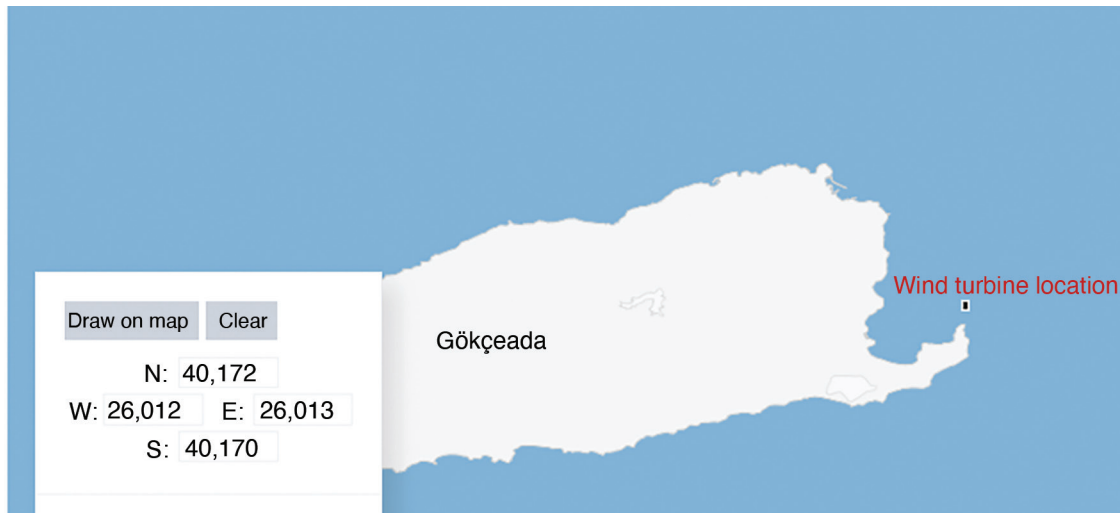 Wind turbine location
Gökçeada
Draw on map Clear
N: 40,172
W: 26,012 E: 26,013
S: 40,170